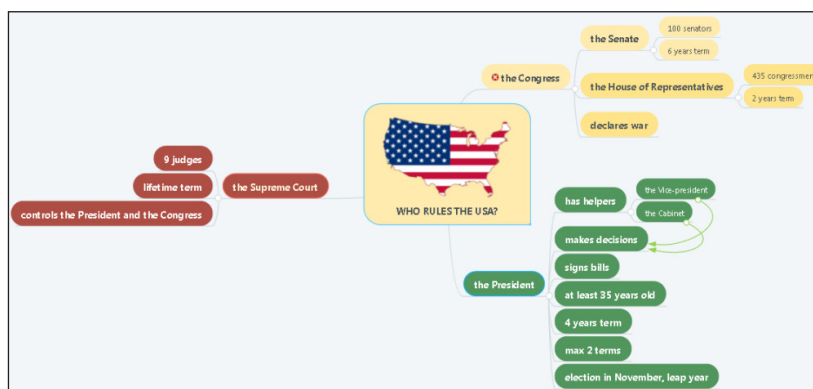 WHO RULES THE USA?
the Congress
the Senate
100 senators
6 years term
the House of Representatives
435 congressmen
2 years term
declares war
the Supreme Court
9 judges
lifetime term
controls the President and the Congress
the President
has helpers
the Vice-president
the Cabinet
makes decisions
signs bills
at least 35 years old
4 years term
max 2 terms
election in November, leap year